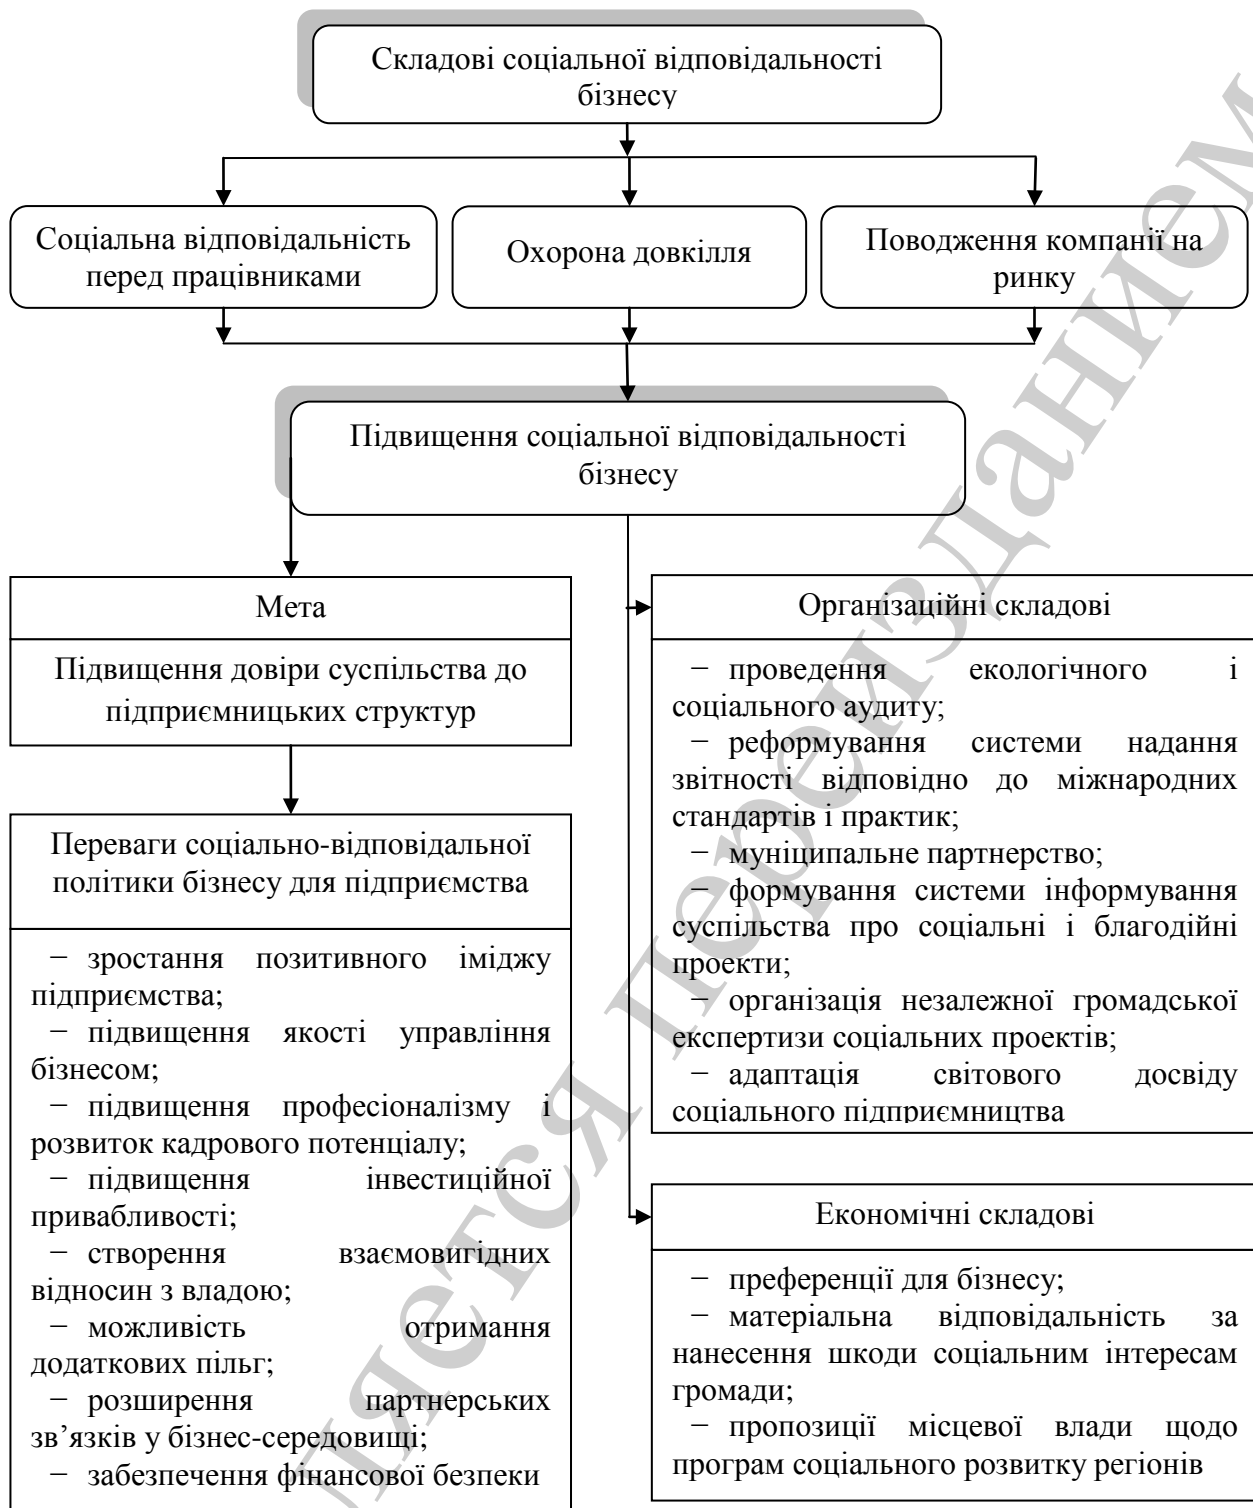 Складові соціальної відповідальності
бізнесу
Соціальна відповідальність
перед працівниками
Охорона довкілля
Поводження компанії на
ринку
Підвищення соціальної відповідальності
бізнесу
Мета
Підвищення довіри суспільства до
підприємницьких структур
Переваги соціально-відповідальної
політики бізнесу для підприємства
− зростання позитивного іміджу
підприємства;
− підвищення якості управління
бізнесом;
− підвищення професіоналізму і
розвиток кадрового потенціалу;
− підвищення інвестиційної
привабливості;
− створення взаємовигідних
відносин з владою;
− можливість отримання
додаткових пільг;
− розширення партнерських
зв’язків у бізнес-середовищі;
− забезпечення фінансової безпеки
Організаційні складові
− проведення екологічного і
соціального аудиту;
− реформування системи надання
звітності відповідно до міжнародних
стандартів і практик;
− муніципальне партнерство;
− формування системи інформування
суспільства про соціальні і благодійні
проекти;
− організація незалежної громадської
експертизи соціальних проектів;
− адаптація світового досвіду
соціального підприємництва
Економічні складові
− преференції для бізнесу;
− матеріальна відповідальність за
нанесення шкоди соціальним інтересам
громади;
− пропозиції місцевої влади щодо
програм соціального розвитку регіонів
ляется переизданием